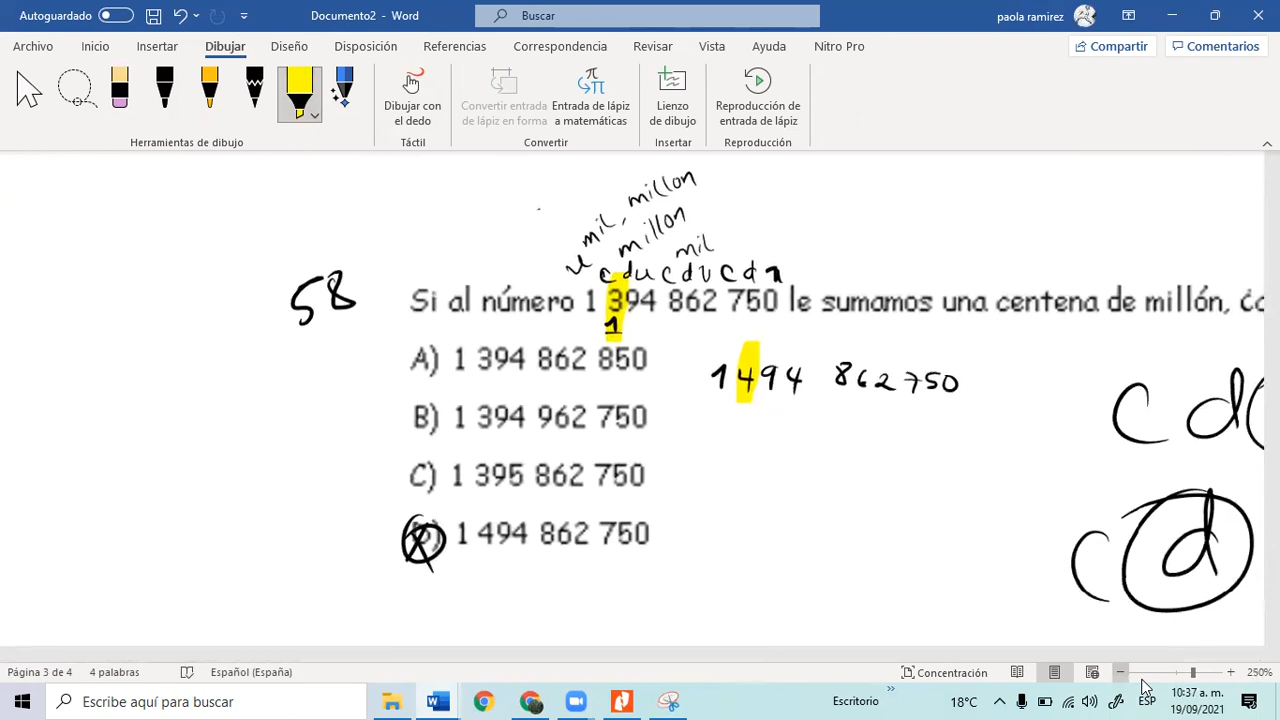 Autoguardado
Documento2 - Word
Buscar
paola ramirez
Archivo Inicio Insertar Dibujar Diseño Disposición Referencias Correspondencia Revisar Vista Ayuda Nitro Pro
Compartir Comentarios
Dibujar con el dedo
Convertir entrada de lápiz en forma
Entrada de lápiz a matemáticas
Lienzo de dibujo
Reproducción de entrada de lápiz
Herramientas de dibujo Táctil Convertir Insertar Reproducción
mil, millon
millon
mil
u c d u c d u c d u
58
Si al número 1 394 862 750 le sumamos una centena de millón, ¿c
1
A) 1 394 862 850
1 494 862 750
B) 1 394 962 750
c d
C) 1 395 862 750
D) 1 494 862 750
c d
Página 3 de 4 4 palabras Español (España) Concentración 250%
Escribe aquí para buscar
Escritorio
18°C
ESP
10:37 a. m.
19/09/2021